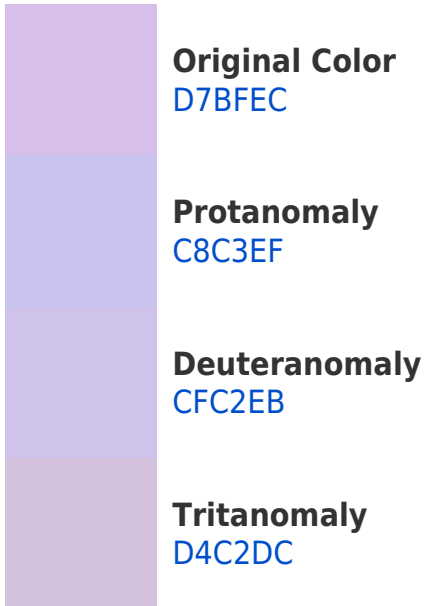 Original Color
D7BFEC
Protanomaly
C8C3EF
Deuteranomaly
CFC2EB
Tritanomaly
D4C2DC